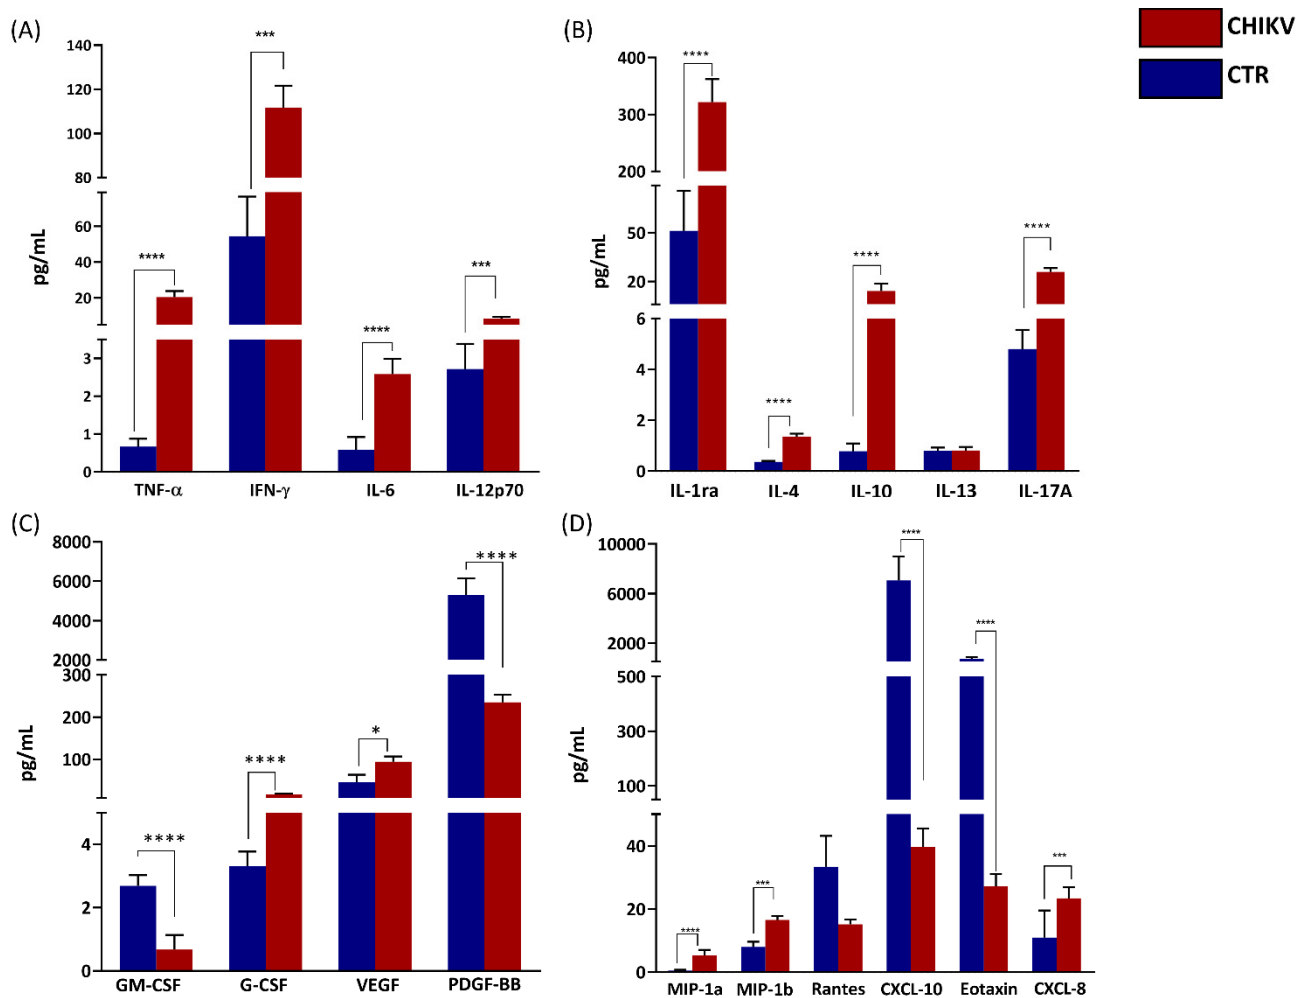 (A)
(B)
CHIKV
CTR
***
140
120
100
80
60
40
20
3
2
1
0
pg/mL
****
****
***
TNF-α
IFN-γ
IL-6
IL-12p70
****
400
300
200
50
20
6
4
2
0
pg/mL
****
****
****
IL-1ra
IL-4
IL-10
IL-13
IL-17A
(C)
8000
6000
4000
2000
300
200
100
4
2
0
pg/mL
****
****
*
****
GM-CSF
G-CSF
VEGF
PDGF-BB
(D)
10000
6000
2000
500
300
100
40
20
0
pg/mL
****
***
****
****
***
MIP-1a
MIP-1b
Rantes
CXCL-10
Eotaxin
CXCL-8